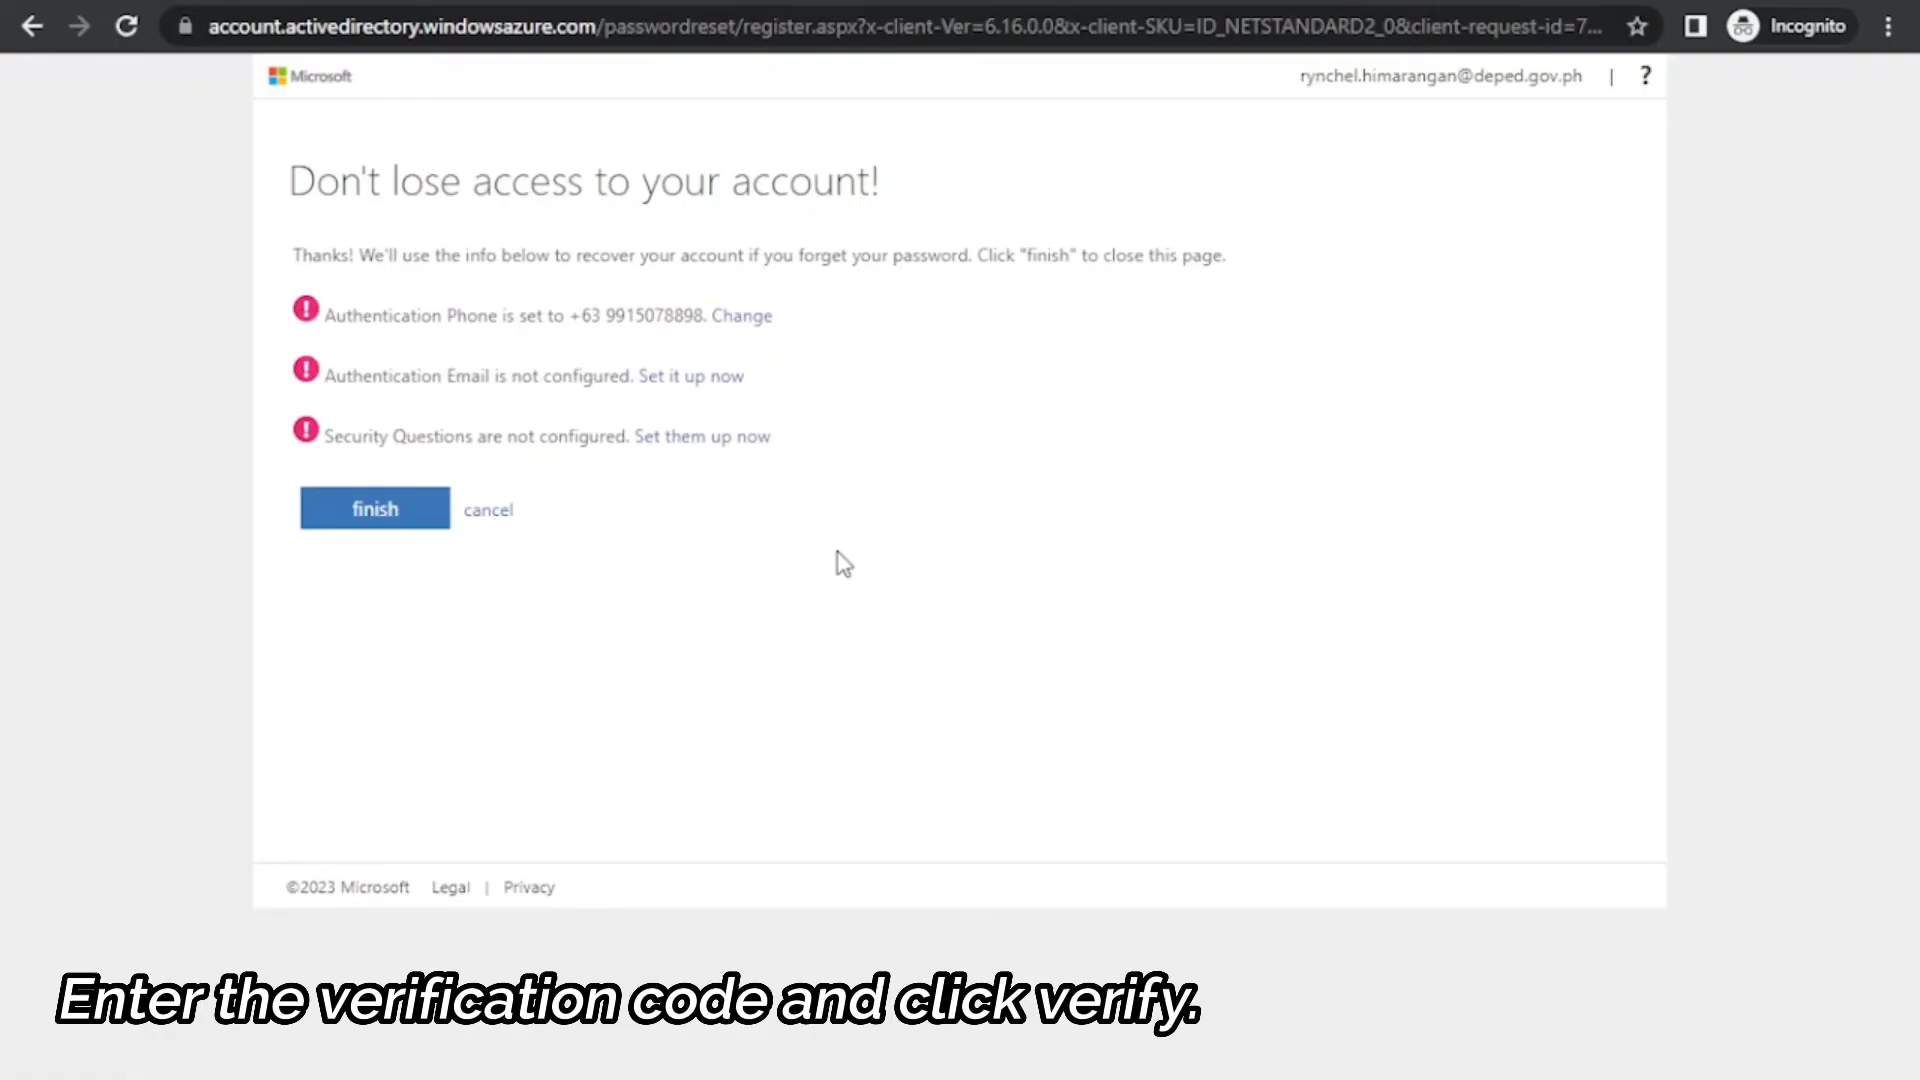 account.activedirectory.windowsazure.com/passwordreset/register.aspx?x-client-Ver=6.16.0.0&x-client-SKU=ID_NETSTANDARD2_0&client-request-id=7...
Incognito
Microsoft
rynchel.himarangan@deped.gov.ph | ?
Don't lose access to your account!
Thanks! We'll use the info below to recover your account if you forget your password. Click "finish" to close this page.
Authentication Phone is set to +63 9915078898. Change
Authentication Email is not configured. Set it up now
Security Questions are not configured. Set them up now
finish cancel
©2023 Microsoft Legal | Privacy
Enter the verification code and click verify.